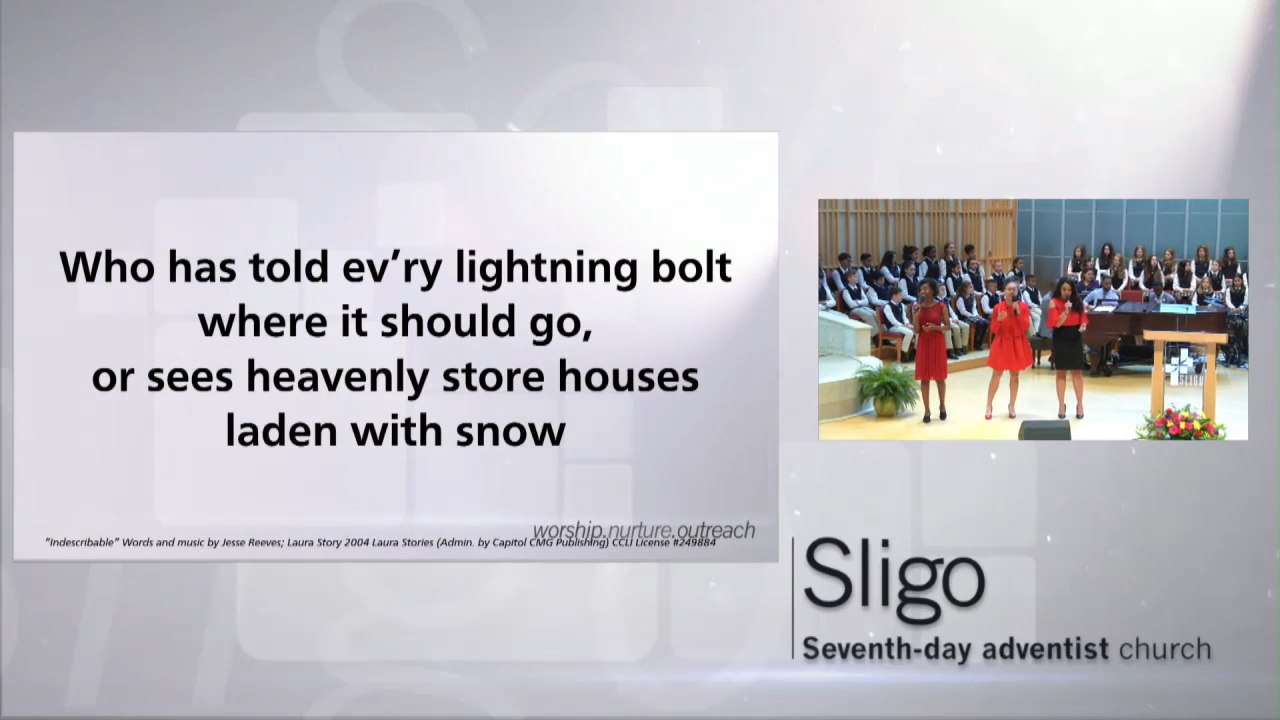 Who has told ev’ry lightning bolt
where it should go,
or sees heavenly store houses
laden with snow
worship.nurture.outreach
"Indescribable" Words and music by Jesse Reeves; Laura Story 2004 Laura Stories (Admin. by Capitol CMG Publishing) CCLI License #249884
SLIGO
Sligo
Seventh-day adventist church